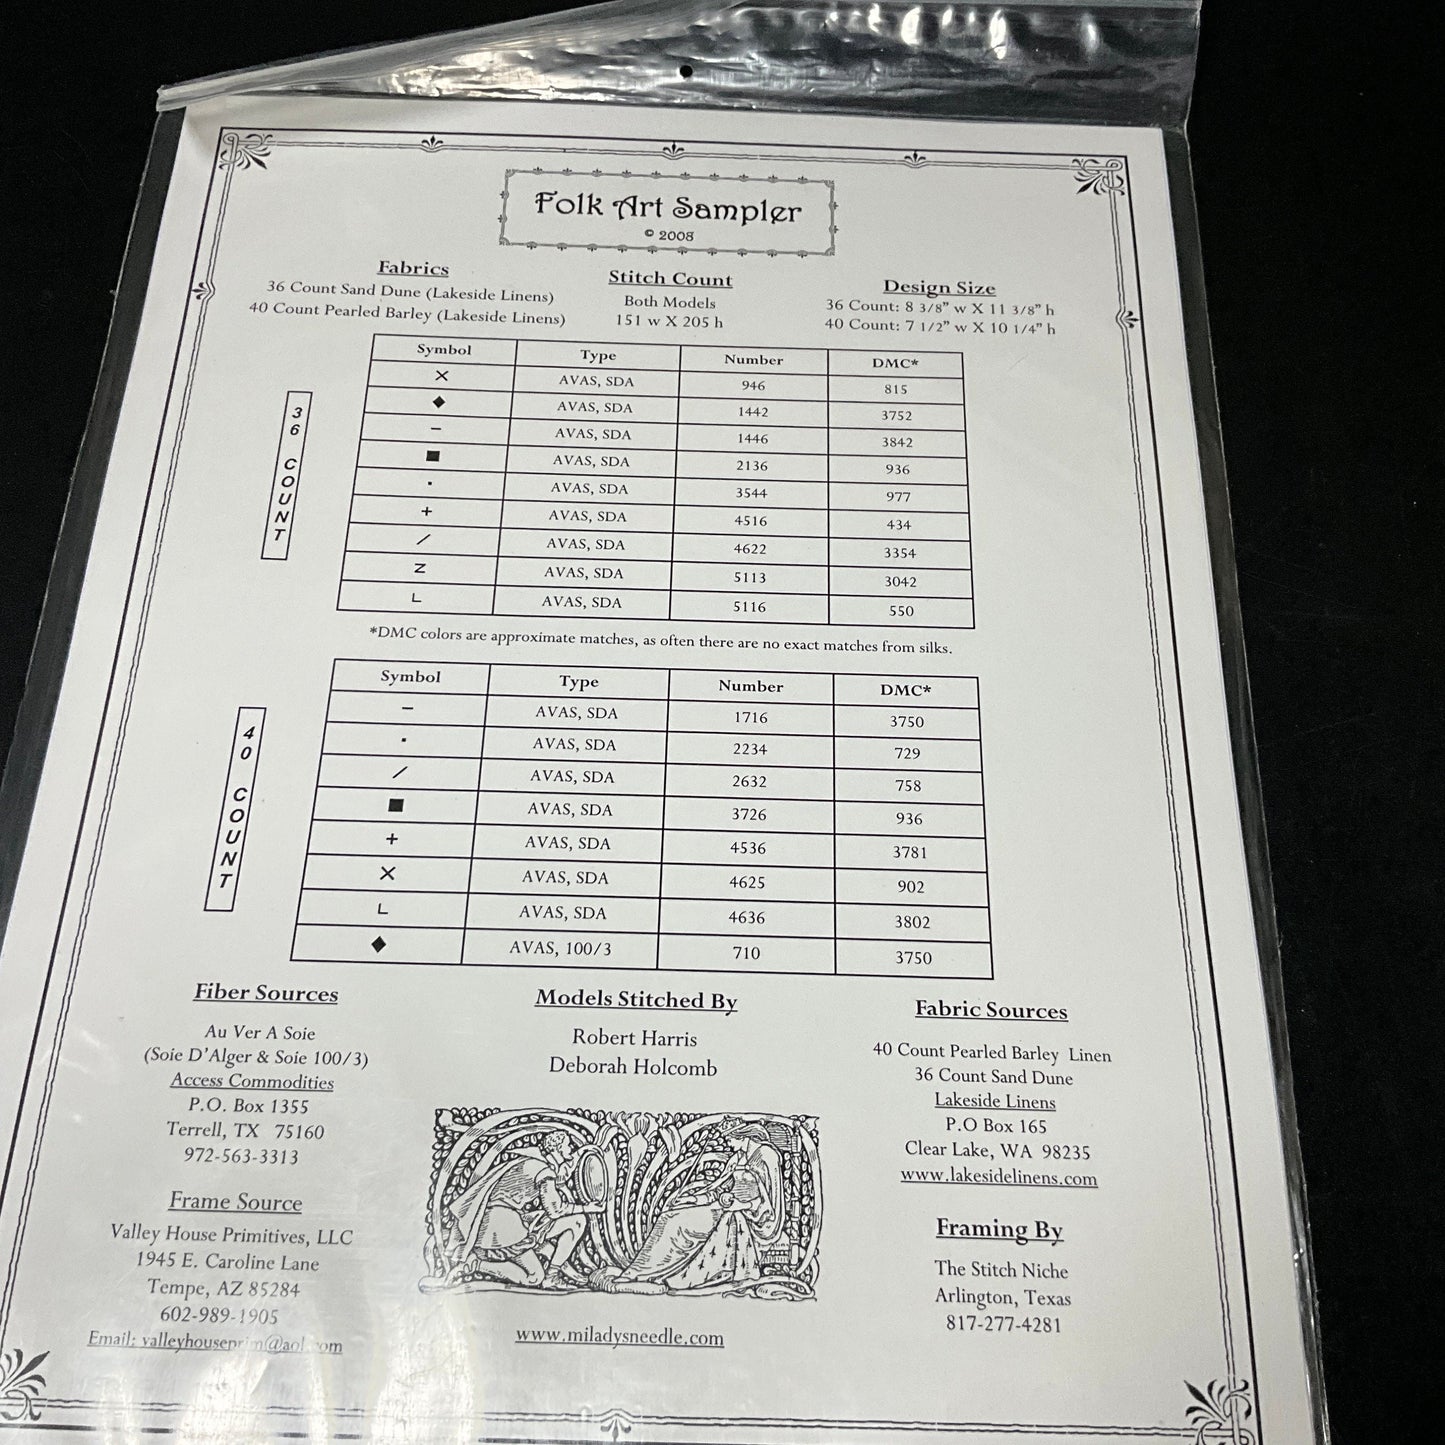 Folk Art Sampler
© 2008
Fabrics
36 Count Sand Dune (Lakeside Linens)
40 Count Pearled Barley (Lakeside Linens)
Stitch Count
Both Models
151 w X 205 h
Design Size
36 Count: 8 3/8” w X 11 3/8” h
40 Count: 7 1/2” w X 10 1/4” h
36 COUNT
Symbol Type Number DMC*
✕ AVAS, SDA 946 815
◆ AVAS, SDA 1442 3752
– AVAS, SDA 1446 3842
■ AVAS, SDA 2136 936
· AVAS, SDA 3544 977
+ AVAS, SDA 4516 434
/ AVAS, SDA 4622 3354
Z AVAS, SDA 5113 3042
L AVAS, SDA 5116 550
*DMC colors are approximate matches, as often there are no exact matches from silks.
40 COUNT
Symbol Type Number DMC*
– AVAS, SDA 1716 3750
· AVAS, SDA 2234 729
/ AVAS, SDA 2632 758
■ AVAS, SDA 3726 936
+ AVAS, SDA 4536 3781
✕ AVAS, SDA 4625 902
L AVAS, SDA 4636 3802
◆ AVAS, 100/3 710 3750
Fiber Sources
Au Ver A Soie
(Soie D’Alger & Soie 100/3)
Access Commodities
P.O. Box 1355
Terrell, TX 75160
972-563-3313
Frame Source
Valley House Primitives, LLC
1945 E. Caroline Lane
Tempe, AZ 85284
602-989-1905
Email: valleyhouseprim@aol.com
Models Stitched By
Robert Harris
Deborah Holcomb
www.miladysneedle.com
Fabric Sources
40 Count Pearled Barley Linen
36 Count Sand Dune
Lakeside Linens
P.O Box 165
Clear Lake, WA 98235
www.lakesidelinens.com
Framing By
The Stitch Niche
Arlington, Texas
817-277-4281